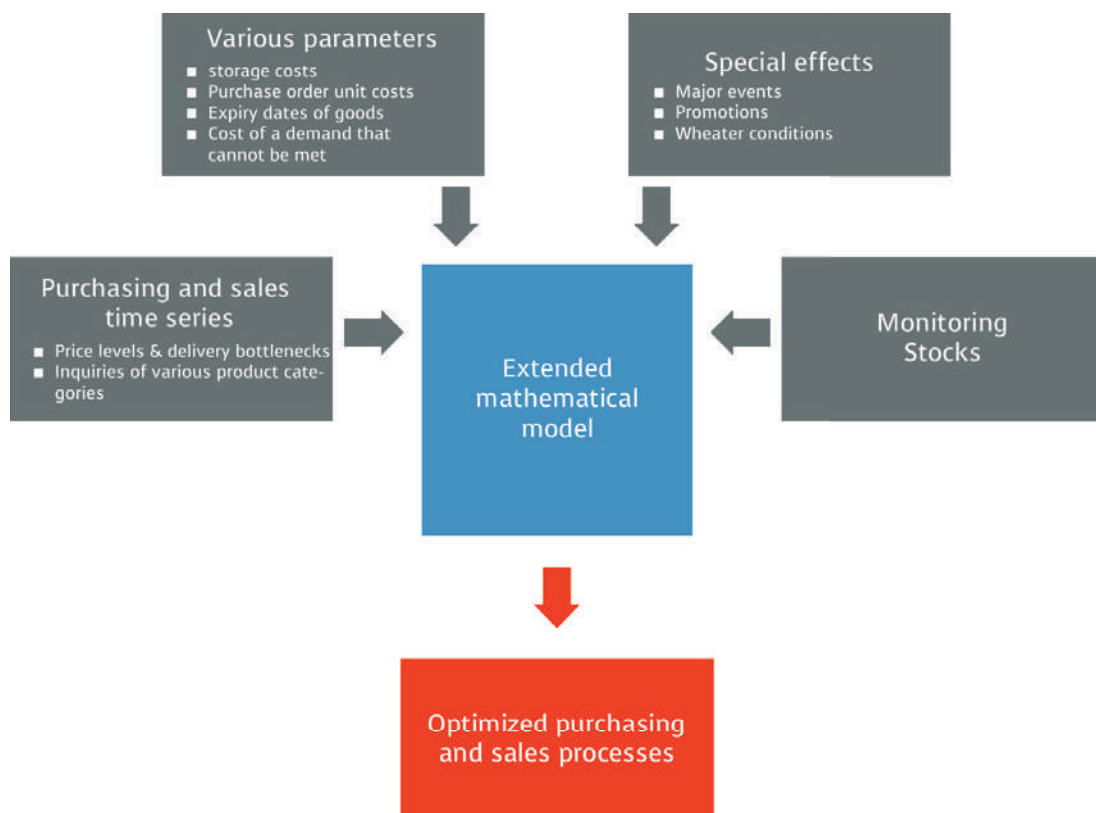 Various parameters
■ storage costs
■ Purchase order unit costs
■ Expiry dates of goods
■ Cost of a demand that
cannot be met
Special effects
■ Major events
■ Promotions
■ Wheater conditions
Purchasing and sales
time series
■ Price levels & delivery bottlenecks
■ Inquiries of various product cate-
gories
Extended
mathematical
model
Monitoring
Stocks
Optimized purchasing
and sales processes